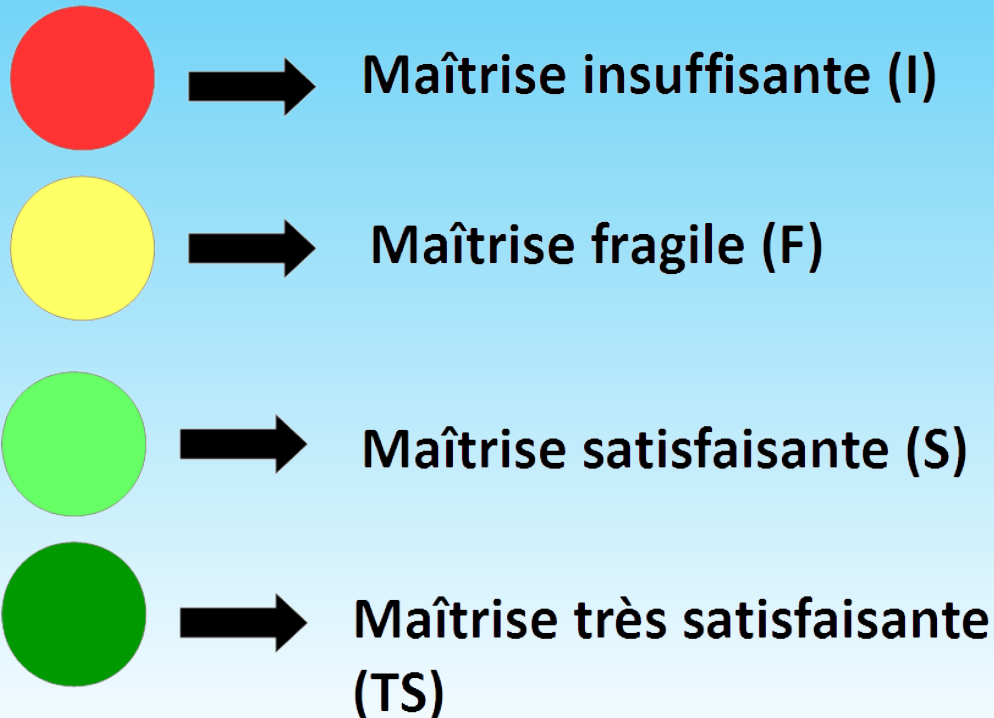 Maîtrise insuffisante (I)
Maîtrise fragile (F)
Maîtrise satisfaisante (S)
Maîtrise très satisfaisante
(TS)